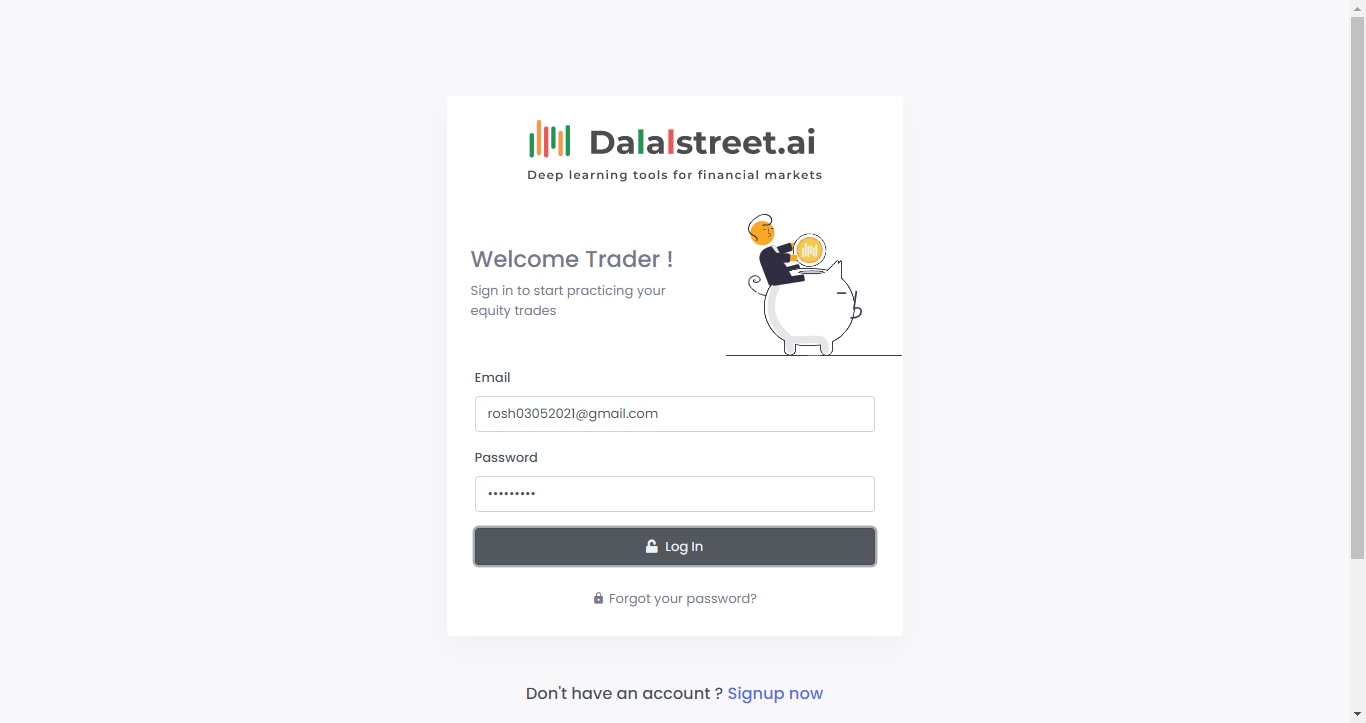 Dalalstreet.ai
Deep learning tools for financial markets
Welcome Trader !
Sign in to start practicing your
equity trades
Email
rosh03052021@gmail.com
Password
•••••••••
Log In
Forgot your password?
Don't have an account ? Signup now